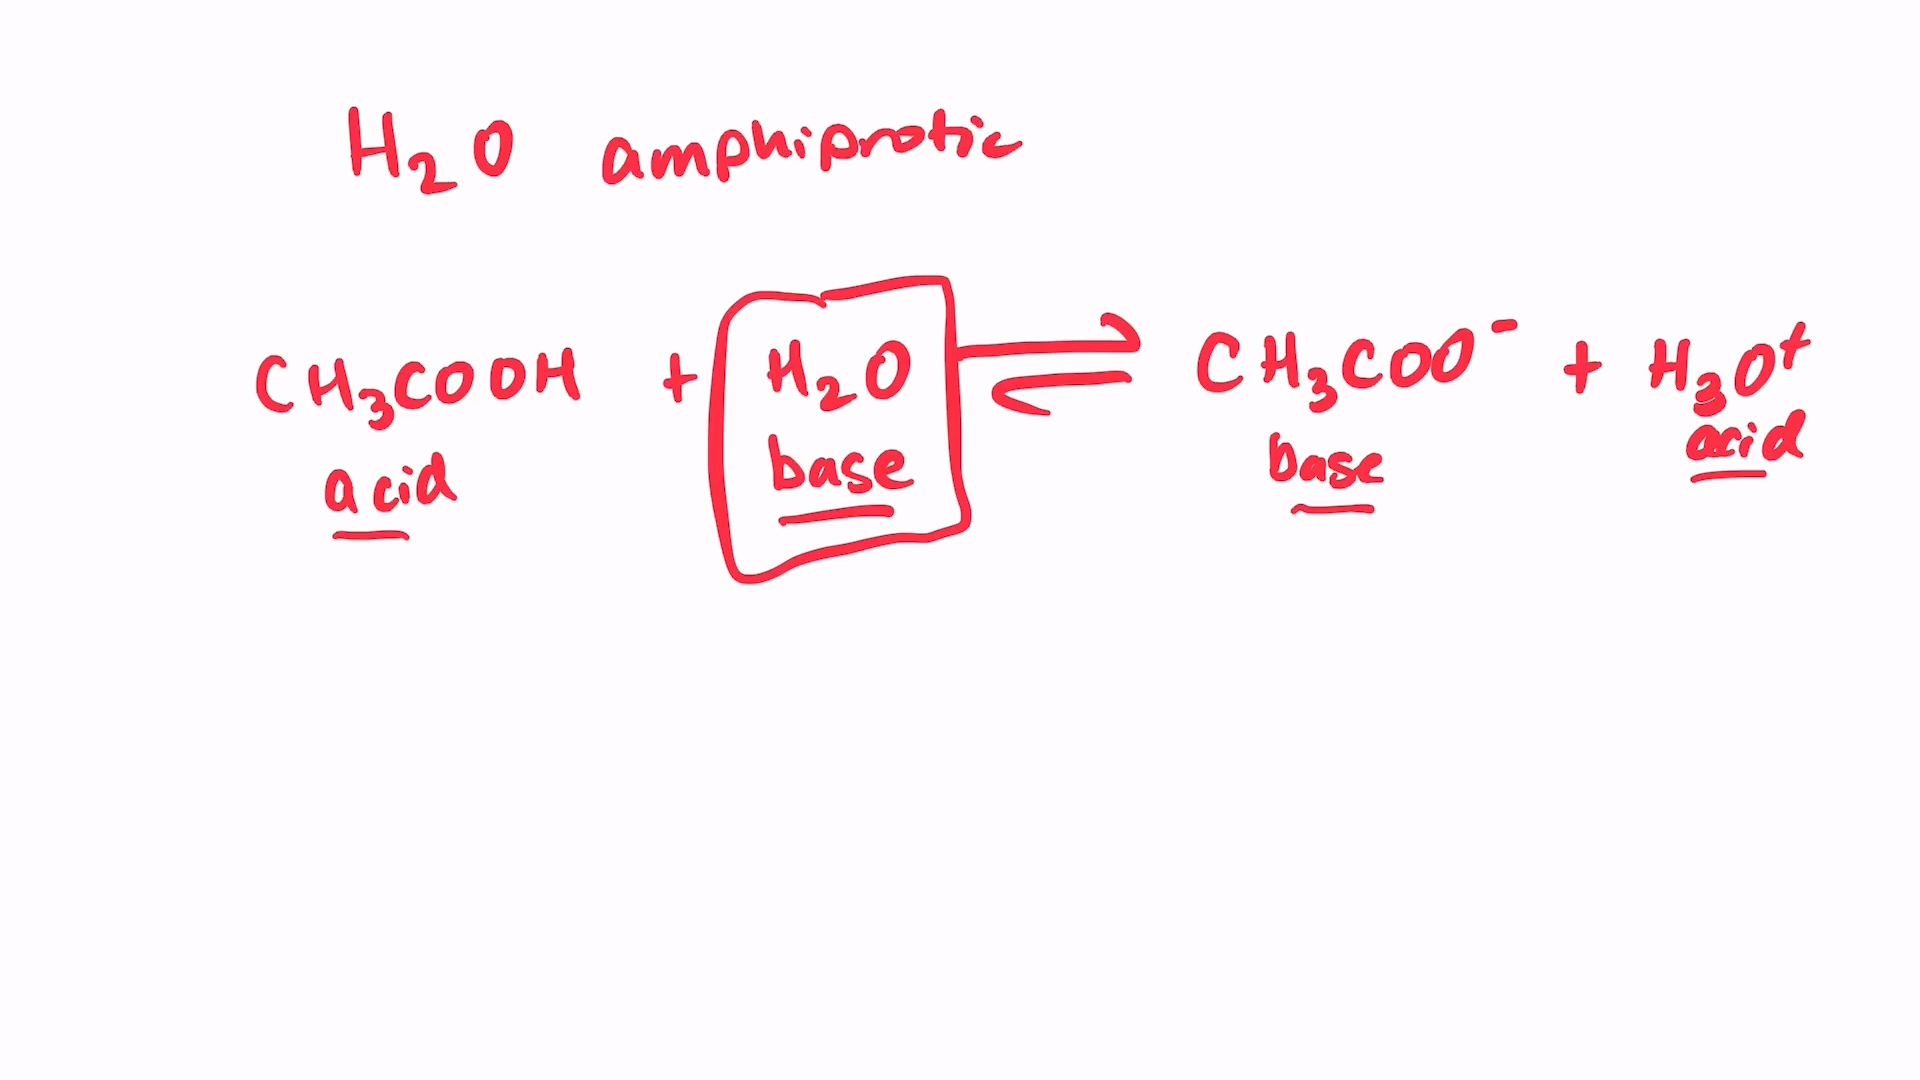 H₂O amphiprotic
CH₃COOH + H₂O ⇌ CH₃COO⁻ + H₃O⁺
acid base base acid